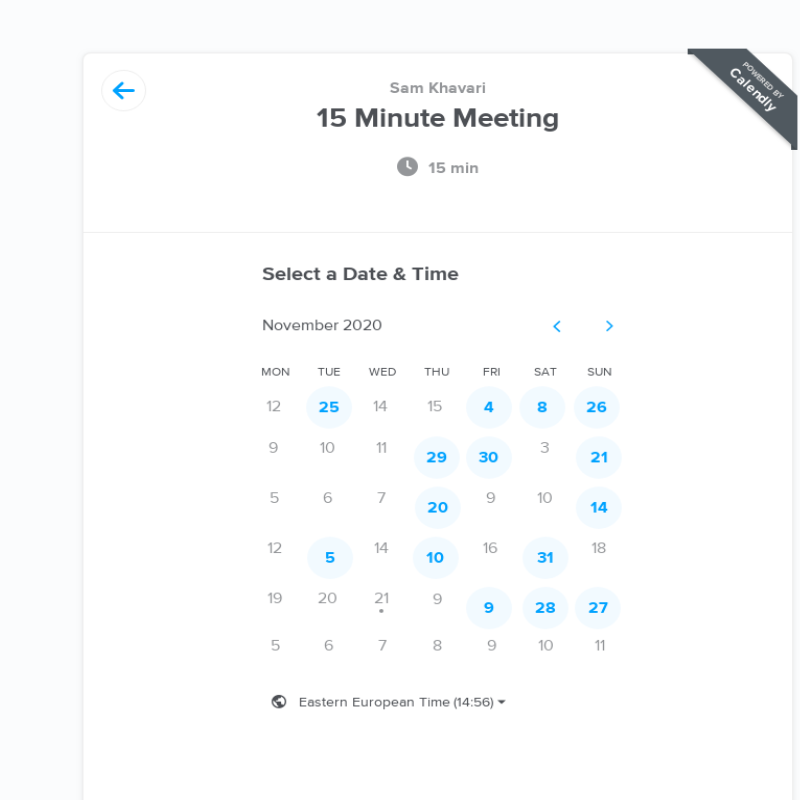 POWERED BY
Calendly
Sam Khavari
15 Minute Meeting
15 min
Select a Date & Time
November 2020
MON TUE WED THU FRI SAT SUN
12 25 14 15 4 8 26
9 10 11 29 30 3 21
5 6 7 20 9 10 14
12 5 14 10 16 31 18
19 20 21 9 9 28 27
5 6 7 8 9 10 11
Eastern European Time (14:56)